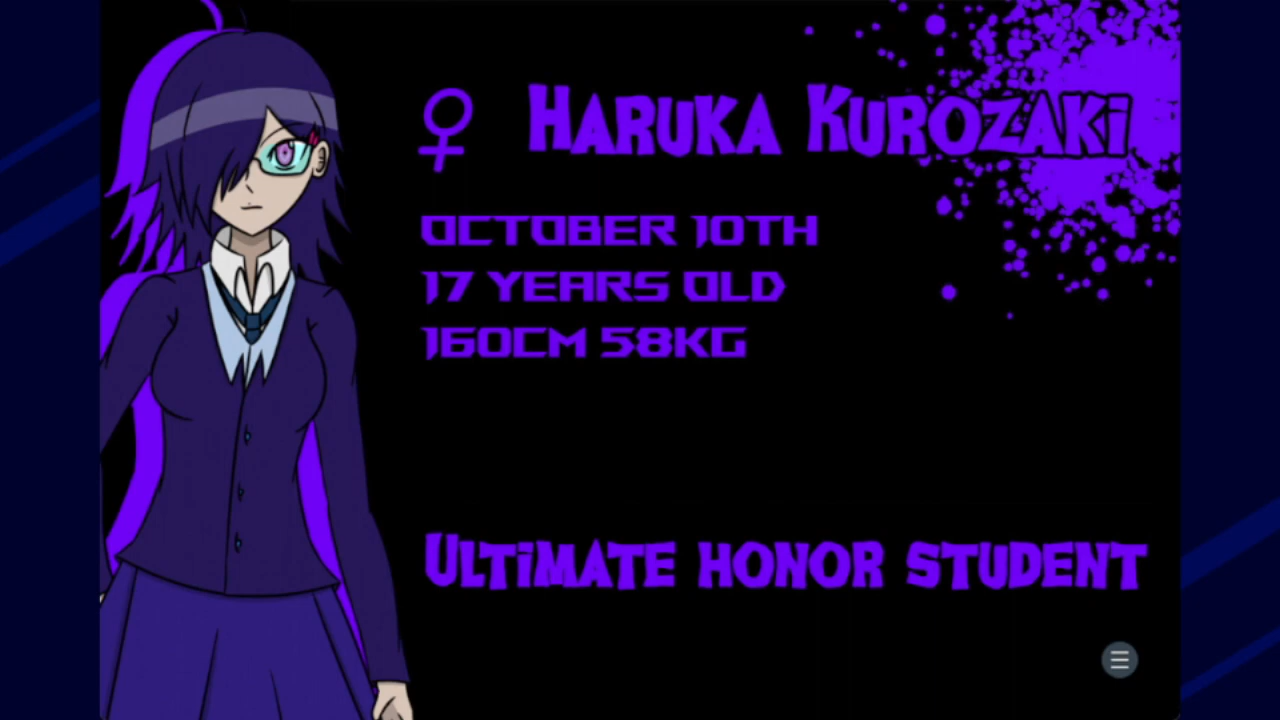 Haruka Kurozaki
OCTOBER 10TH
17 YEARS OLD
160CM 58KG
Ultimate honor student